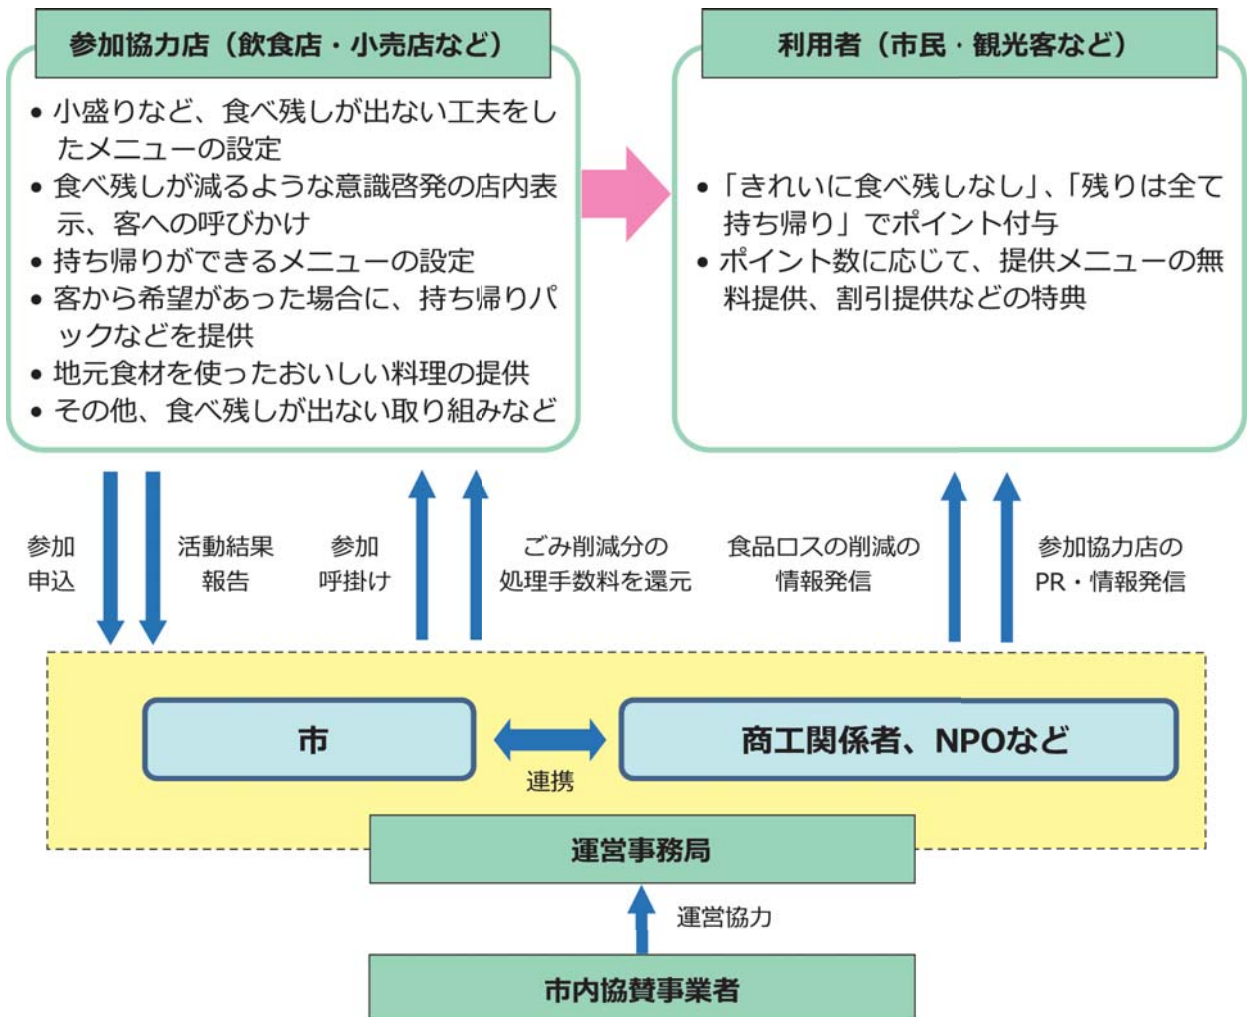 参加協力店（飲食店・小売店など）
• 小盛りなど、食べ残しが出ない工夫をし
たメニューの設定
• 食べ残しが減るような意識啓発の店内表
示、客への呼びかけ
• 持ち帰りができるメニューの設定
• 客から希望があった場合に、持ち帰りパ
ックなどを提供
• 地元食材を使ったおいしい料理の提供
• その他、食べ残しが出ない取り組みなど
利用者（市民・観光客など）
• 「きれいに食べ残しなし」、「残りは全て
持ち帰り」でポイント付与
• ポイント数に応じて、提供メニューの無
料提供、割引提供などの特典
参加
申込
活動結果
報告
参加
呼掛け
ごみ削減分の
処理手数料を還元
食品ロスの削減の
情報発信
参加協力店の
PR・情報発信
市
連携
商工関係者、NPOなど
運営事務局
運営協力
市内協賛事業者